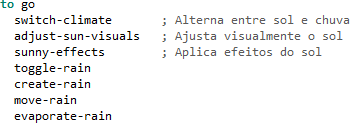 to go
switch-climate ; Alterna entre sol e chuva
adjust-sun-visuals ; Ajusta visualmente o sol
sunny-effects ; Aplica efeitos do sol
toggle-rain
create-rain
move-rain
evaporate-rain